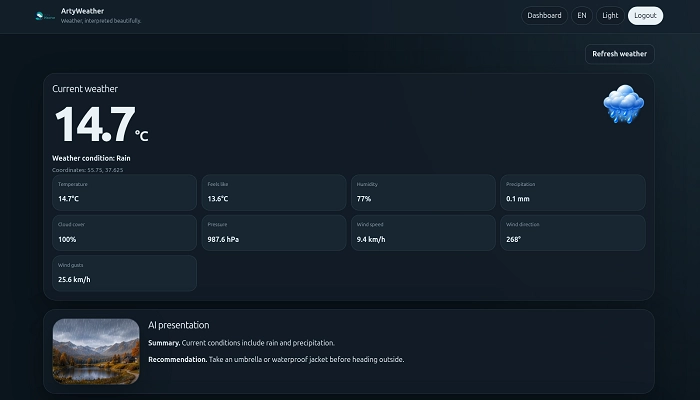 ArtyWeather
Weather, interpreted beautifully.
Dashboard EN Light Logout
Refresh weather
Current weather
14.7°C
Weather condition: Rain
Coordinates: 55.75, 37.625
Temperature
14.7°C
Feels like
13.6°C
Humidity
77%
Precipitation
0.1 mm
Cloud cover
100%
Pressure
987.6 hPa
Wind speed
9.4 km/h
Wind direction
268°
Wind gusts
25.6 km/h
AI presentation
Summary. Current conditions include rain and precipitation.
Recommendation. Take an umbrella or waterproof jacket before heading outside.